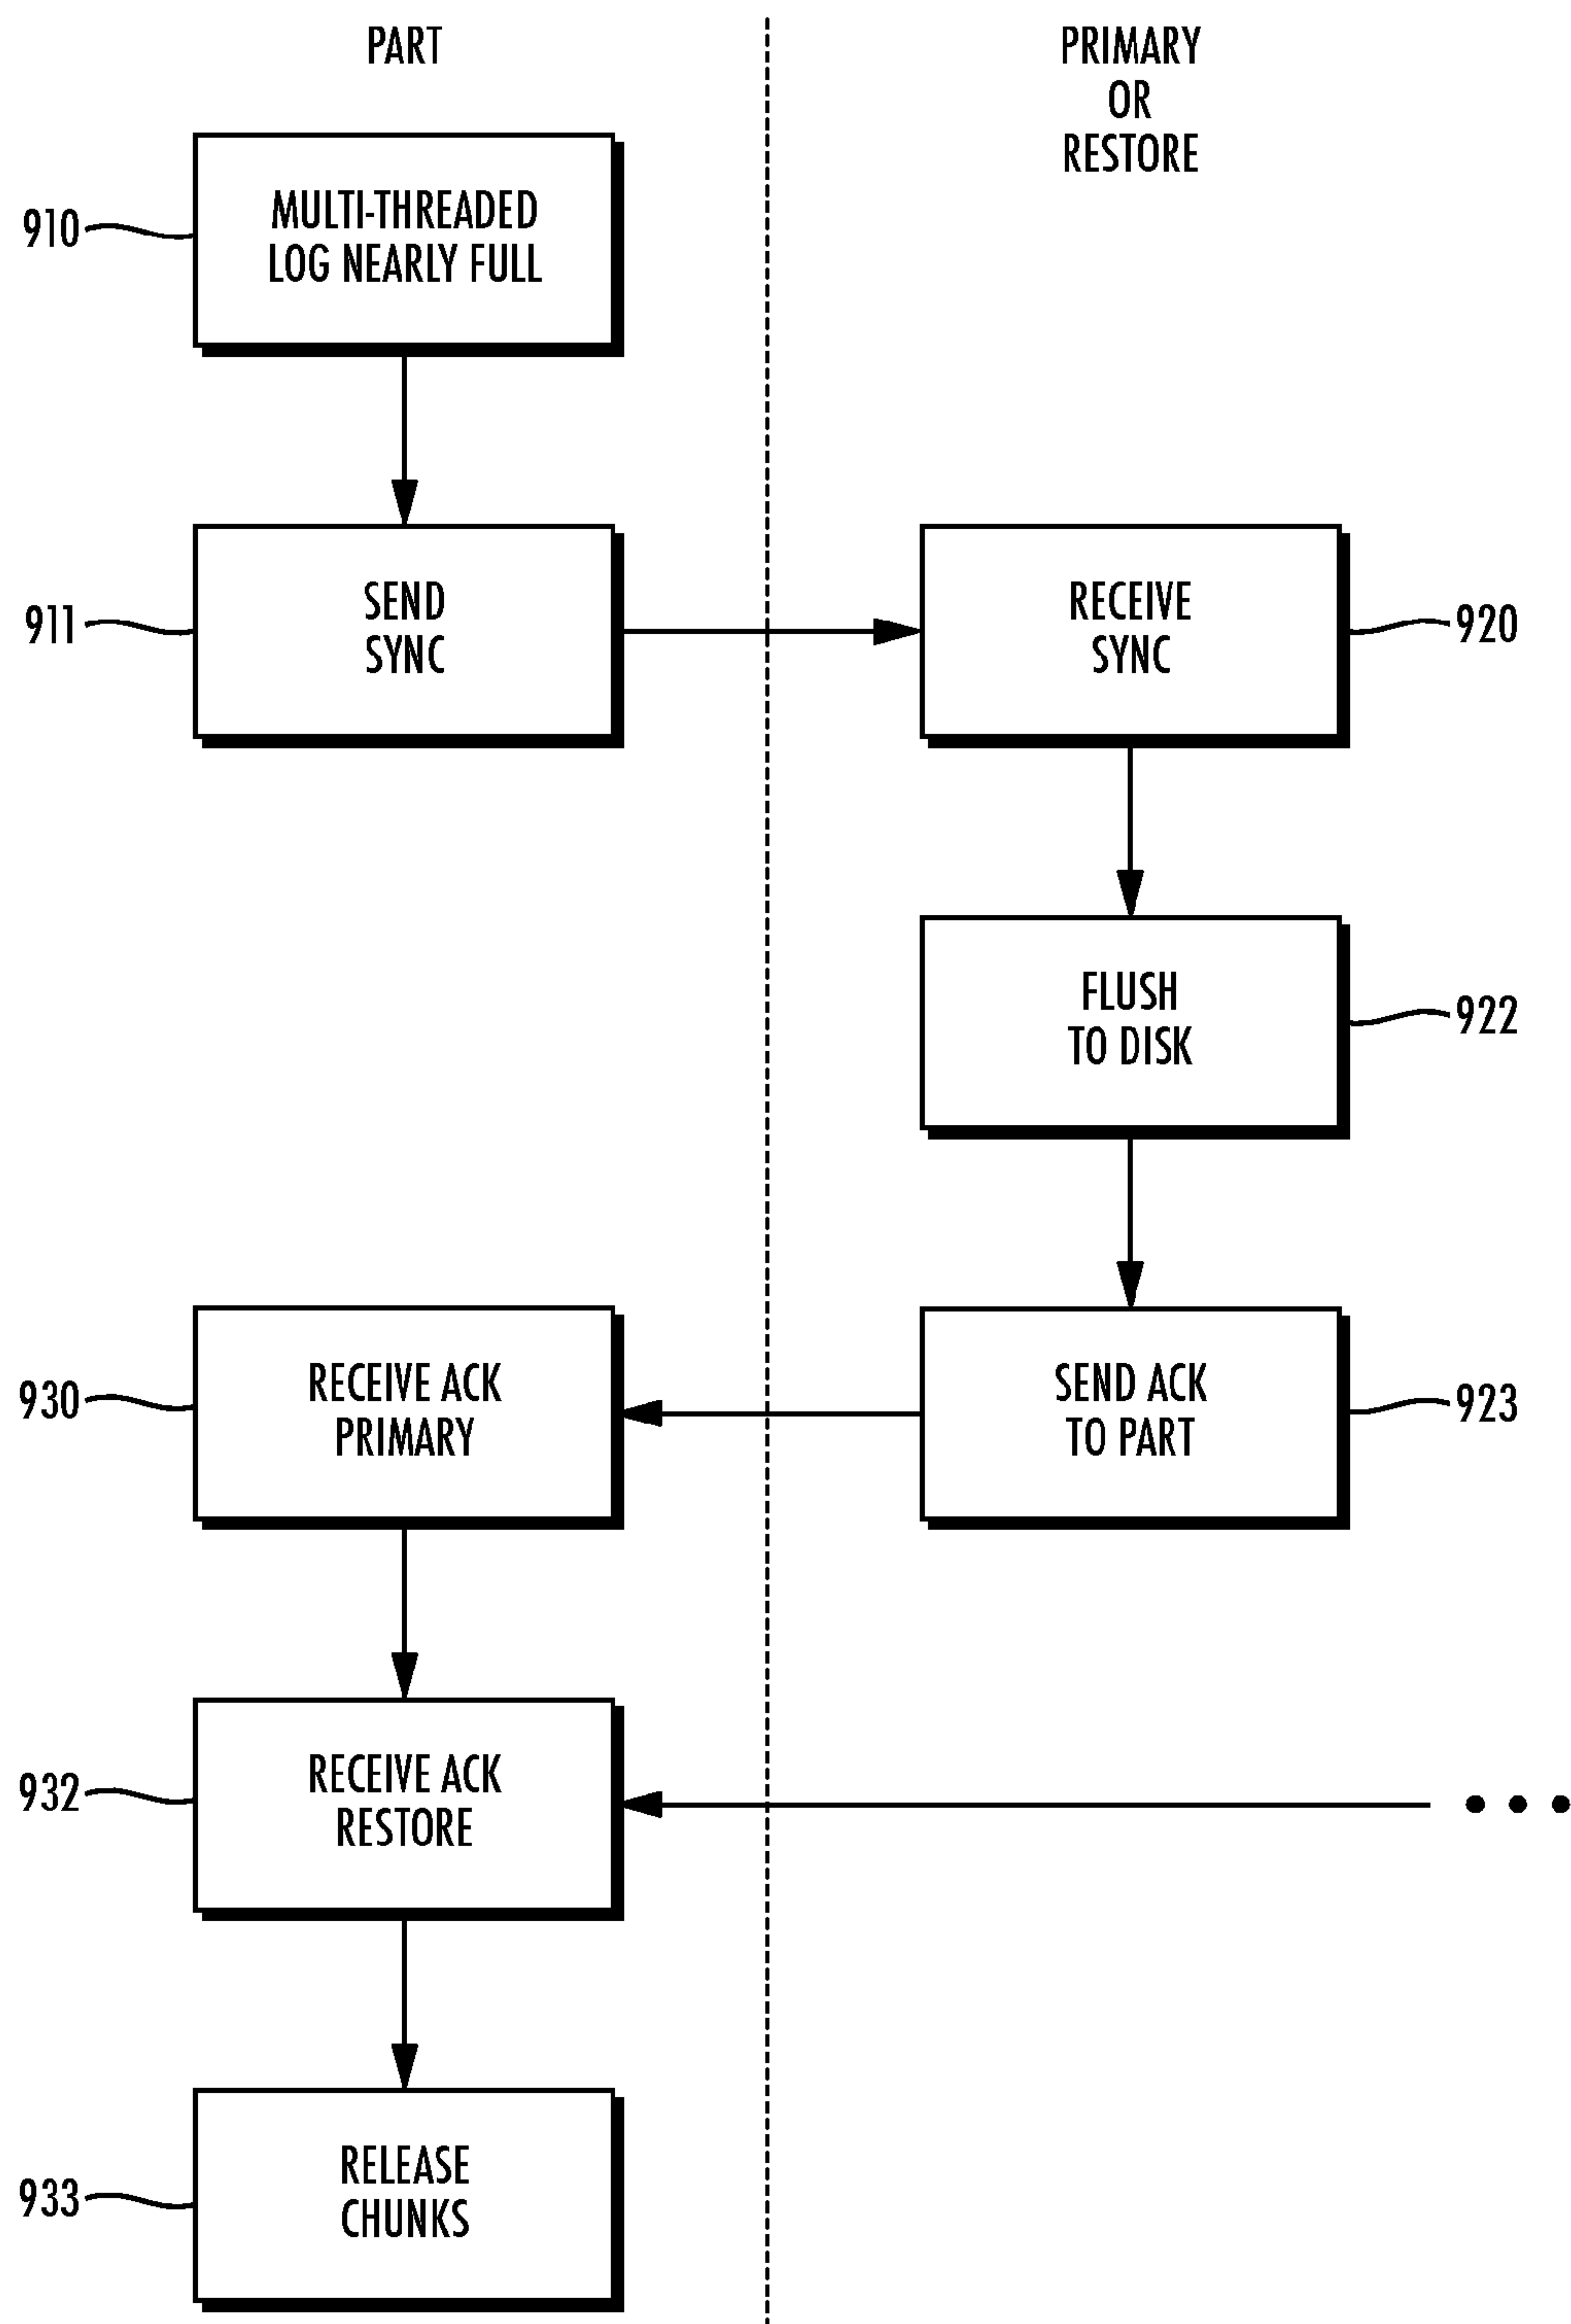 PART
PRIMARY
OR
RESTORE
910
MULTI-THREADED
LOG NEARLY FULL
911
SEND
SYNC
RECEIVE
SYNC
920
FLUSH
TO DISK
922
930
RECEIVE ACK
PRIMARY
SEND ACK
TO PART
923
932
RECEIVE ACK
RESTORE
933
RELEASE
CHUNKS